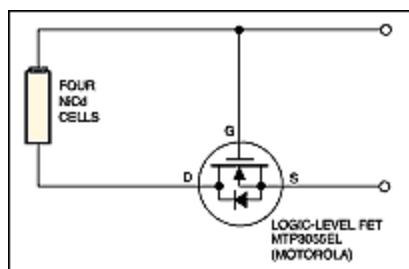 FOUR
NiCd
CELLS
G
D
S
LOGIC-LEVEL FET
MTP3055EL
(MOTOROLA)